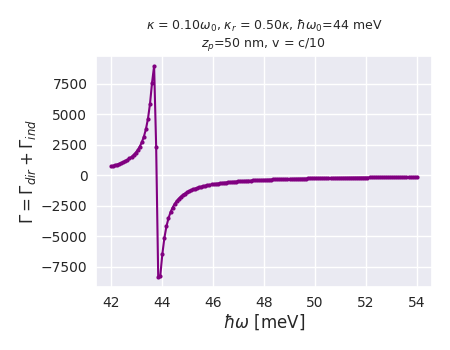 κ = 0.10ω₀, κᵣ = 0.50κ, ħω₀=44 meV
zₚ=50 nm, v = c/10
Γ = Γ_dir + Γ_ind
7500
5000
2500
0
−2500
−5000
−7500
42 44 46 48 50 52 54
ħω [meV]